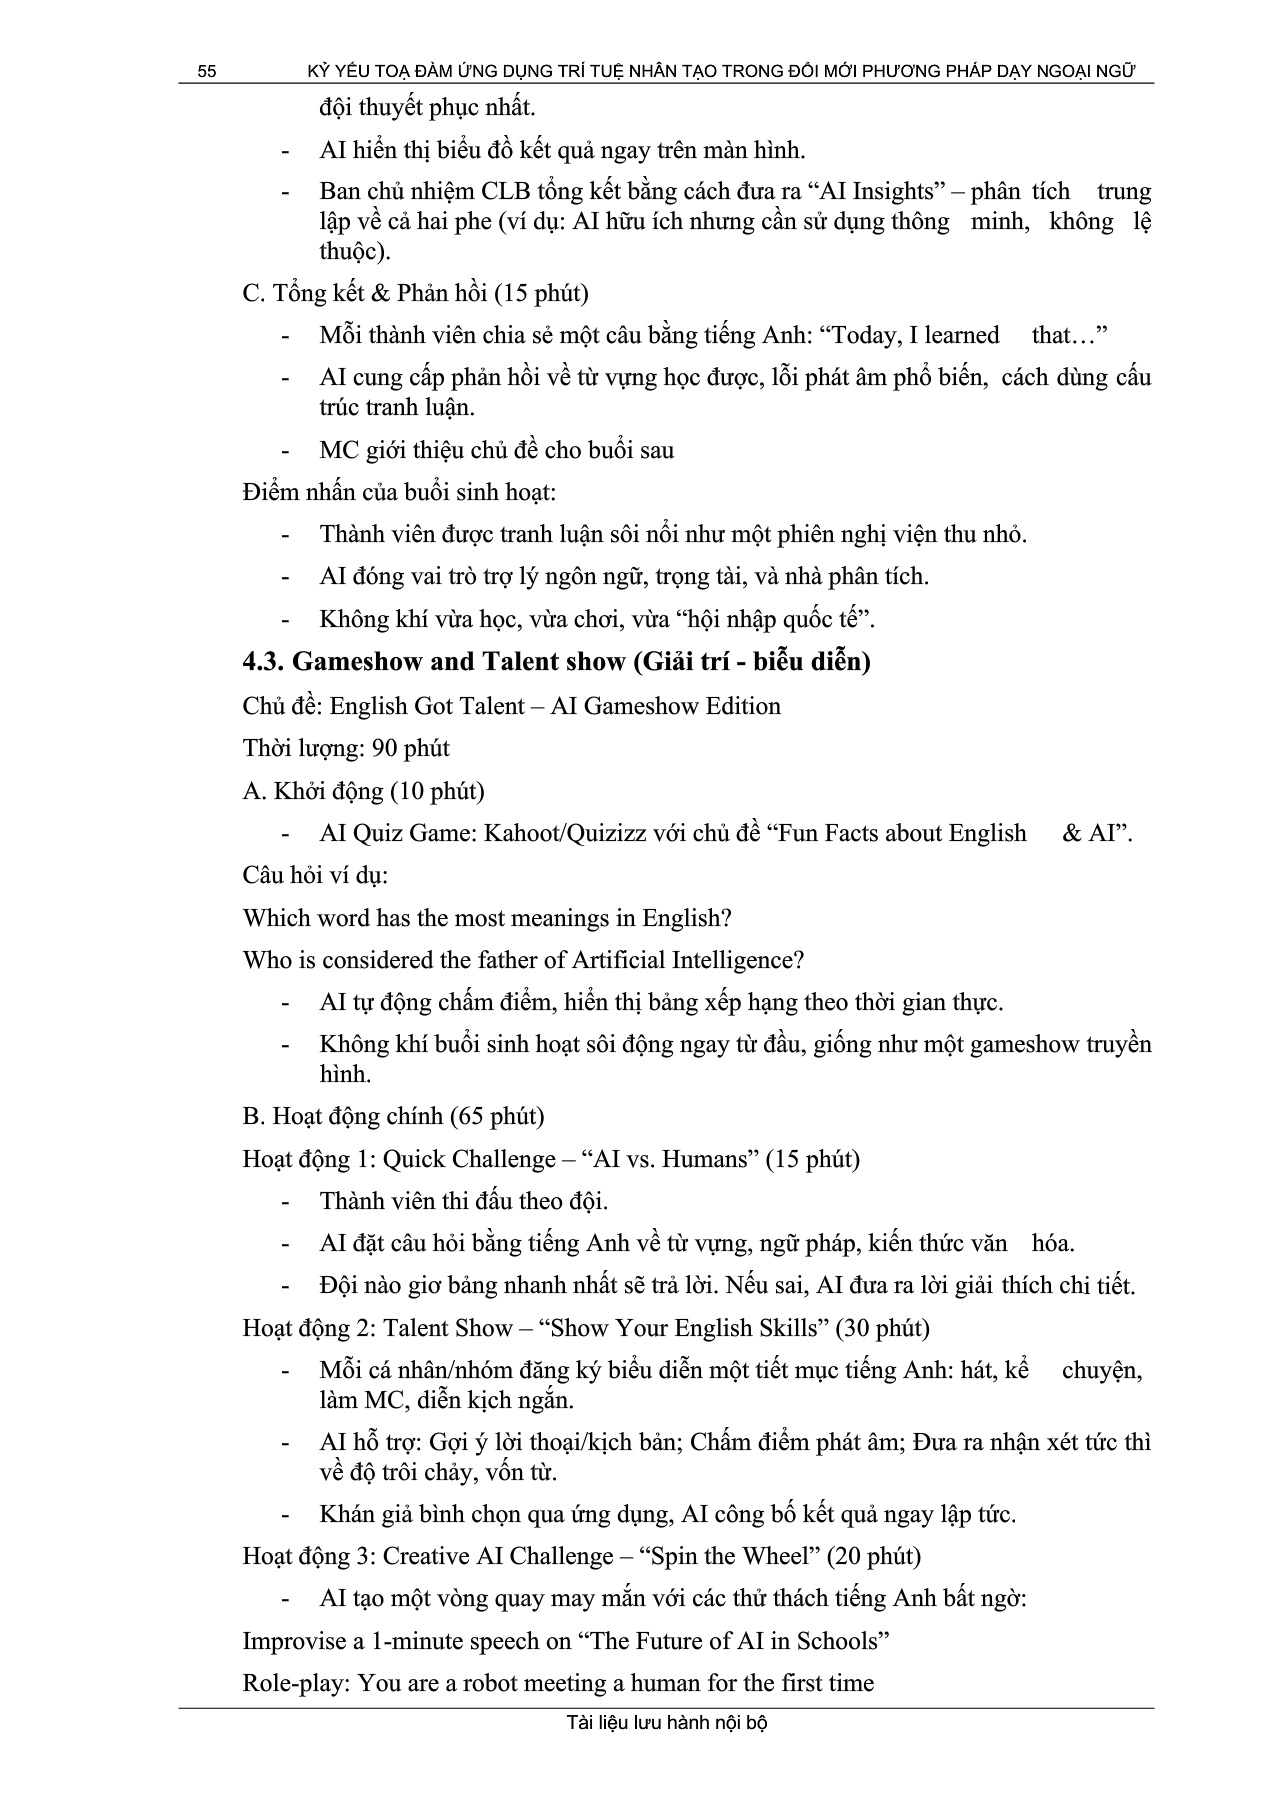 55 KỶ YẾU TOẠ ĐÀM ỨNG DỤNG TRÍ TUỆ NHÂN TẠO TRONG ĐỔI MỚI PHƯƠNG PHÁP DẠY NGOẠI NGỮ
đội thuyết phục nhất.
- AI hiển thị biểu đồ kết quả ngay trên màn hình.
- Ban chủ nhiệm CLB tổng kết bằng cách đưa ra “AI Insights” – phân tích trung
lập về cả hai phe (ví dụ: AI hữu ích nhưng cần sử dụng thông minh, không lệ
thuộc).
C. Tổng kết & Phản hồi (15 phút)
- Mỗi thành viên chia sẻ một câu bằng tiếng Anh: “Today, I learned that…”
- AI cung cấp phản hồi về từ vựng học được, lỗi phát âm phổ biến, cách dùng cấu
trúc tranh luận.
- MC giới thiệu chủ đề cho buổi sau
Điểm nhấn của buổi sinh hoạt:
- Thành viên được tranh luận sôi nổi như một phiên nghị viện thu nhỏ.
- AI đóng vai trò trợ lý ngôn ngữ, trọng tài, và nhà phân tích.
- Không khí vừa học, vừa chơi, vừa “hội nhập quốc tế”.
4.3. Gameshow and Talent show (Giải trí - biễu diễn)
Chủ đề: English Got Talent – AI Gameshow Edition
Thời lượng: 90 phút
A. Khởi động (10 phút)
- AI Quiz Game: Kahoot/Quizizz với chủ đề “Fun Facts about English & AI”.
Câu hỏi ví dụ:
Which word has the most meanings in English?
Who is considered the father of Artificial Intelligence?
- AI tự động chấm điểm, hiển thị bảng xếp hạng theo thời gian thực.
- Không khí buổi sinh hoạt sôi động ngay từ đầu, giống như một gameshow truyền
hình.
B. Hoạt động chính (65 phút)
Hoạt động 1: Quick Challenge – “AI vs. Humans” (15 phút)
- Thành viên thi đấu theo đội.
- AI đặt câu hỏi bằng tiếng Anh về từ vựng, ngữ pháp, kiến thức văn hóa.
- Đội nào giơ bảng nhanh nhất sẽ trả lời. Nếu sai, AI đưa ra lời giải thích chi tiết.
Hoạt động 2: Talent Show – “Show Your English Skills” (30 phút)
- Mỗi cá nhân/nhóm đăng ký biểu diễn một tiết mục tiếng Anh: hát, kể chuyện,
làm MC, diễn kịch ngắn.
- AI hỗ trợ: Gợi ý lời thoại/kịch bản; Chấm điểm phát âm; Đưa ra nhận xét tức thì
về độ trôi chảy, vốn từ.
- Khán giả bình chọn qua ứng dụng, AI công bố kết quả ngay lập tức.
Hoạt động 3: Creative AI Challenge – “Spin the Wheel” (20 phút)
- AI tạo một vòng quay may mắn với các thử thách tiếng Anh bất ngờ:
Improvise a 1-minute speech on “The Future of AI in Schools”
Role-play: You are a robot meeting a human for the first time
Tài liệu lưu hành nội bộ